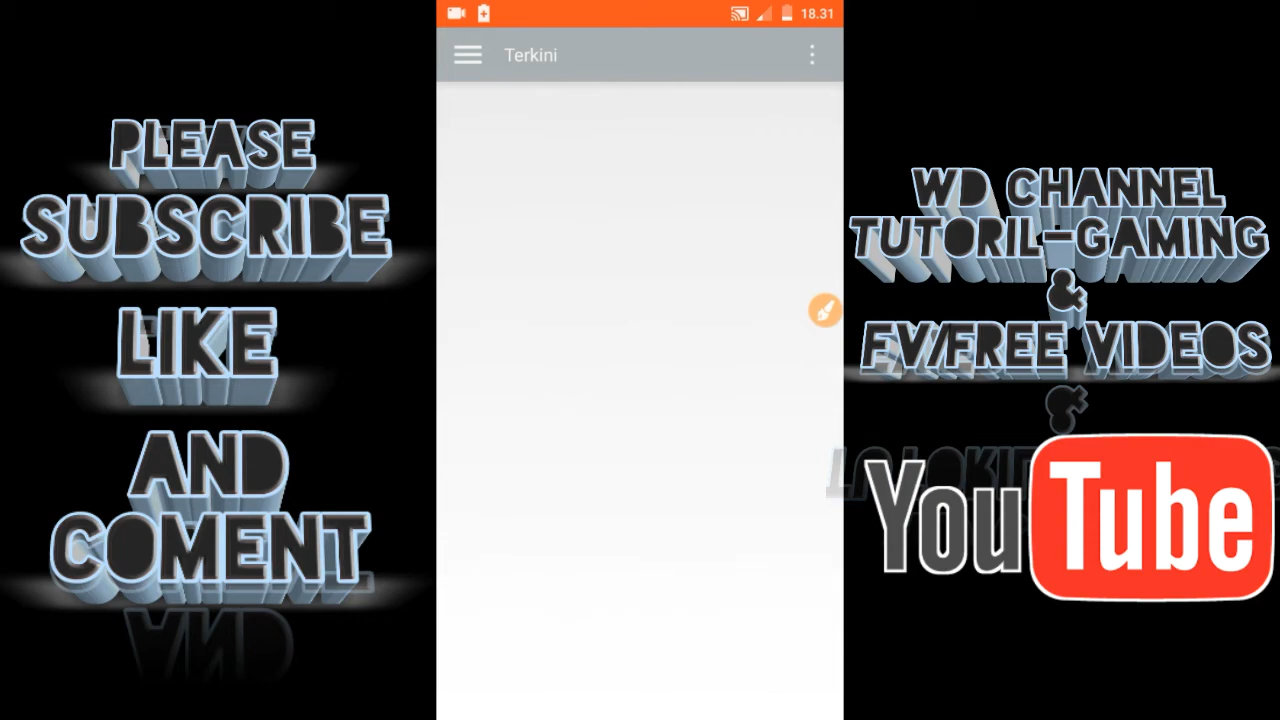 PLEASE
SUBSCRIBE
LIKE
AND
COMENT
18.31
Terkini
WD CHANNEL
TUTORIL-GAMING
&
FV/FREE VIDEOS
&
YouTube